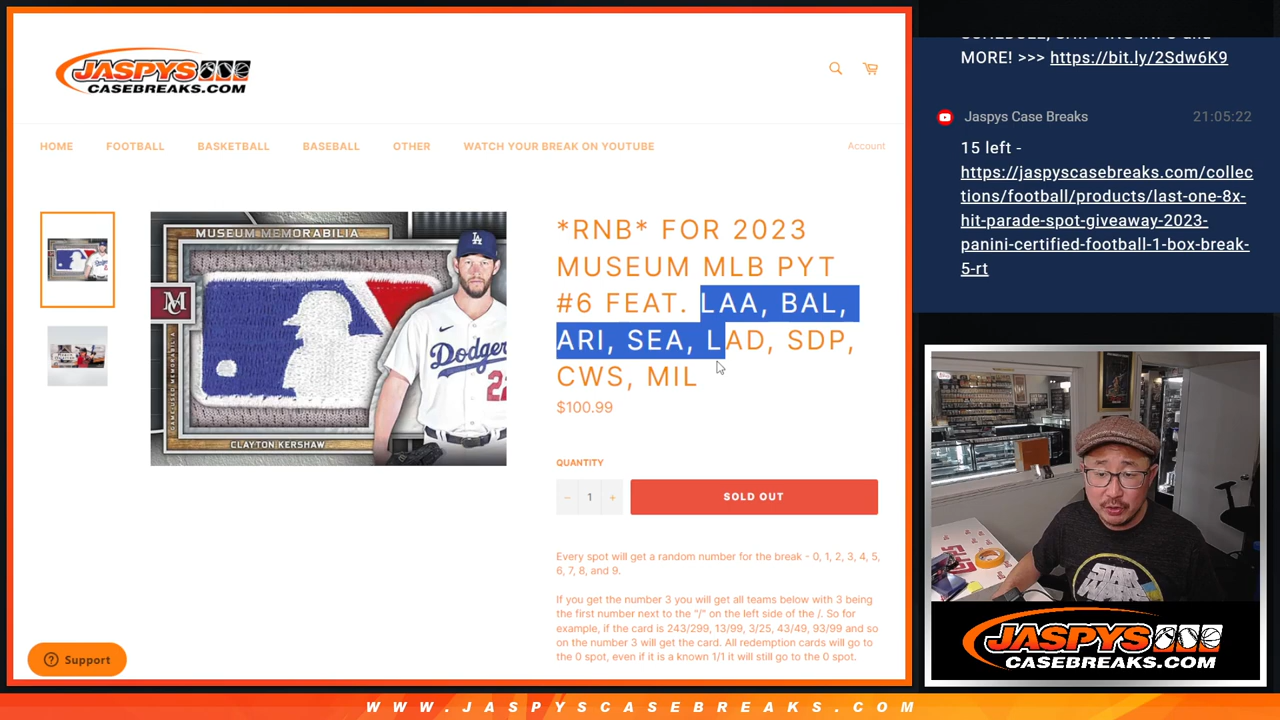 JASPYS
CASEBREAKS.COM
HOME FOOTBALL BASKETBALL BASEBALL OTHER WATCH YOUR BREAK ON YOUTUBE Account
MUSEUM MEMORABILIA
LA
M
Dodgers
22
GAME-USED MEMORABILIA
CLAYTON KERSHAW
*RNB* FOR 2023
MUSEUM MLB PYT
#6 FEAT. LAA, BAL,
ARI, SEA, LAD, SDP,
CWS, MIL
$100.99
QUANTITY
− 1 +
SOLD OUT
Every spot will get a random number for the break - 0, 1, 2, 3, 4, 5,
6, 7, 8, and 9.
If you get the number 3 you will get all teams below with 3 being
the first number next to the "/" on the left side of the /. So for
example, if the card is 243/299, 13/99, 3/25, 43/49, 93/99 and so
on the number 3 will get the card. All redemption cards will go to
the 0 spot, even if it is a known 1/1 it will still go to the 0 spot.
Support
MORE! >>> https://bit.ly/2Sdw6K9
Jaspys Case Breaks 21:05:22
15 left -
https://jaspyscasebreaks.com/collec
tions/football/products/last-one-8x-
hit-parade-spot-giveaway-2023-
panini-certified-football-1-box-break-
5-rt
STAR
JASPYS
CASEBREAKS.COM
WWW.JASPYSCASEBREAKS.COM